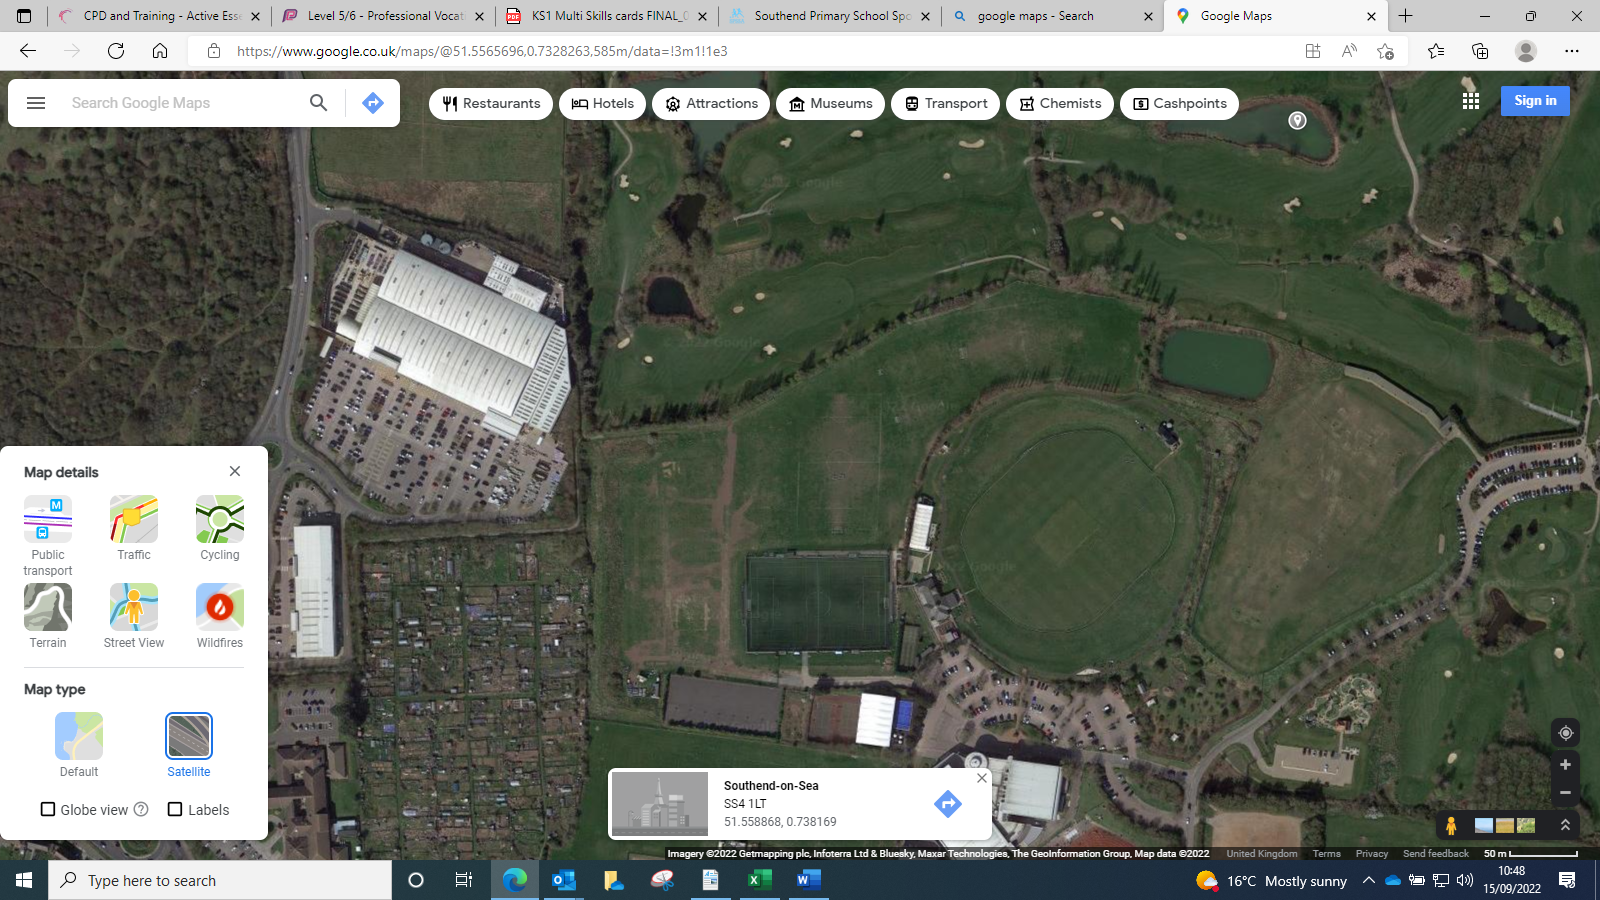 CPD and Training - Active Esse
Level 5/6 - Professional Vocati
KS1 Multi Skills cards FINAL_0
Southend Primary School Spo
google maps - Search
Google Maps
https://www.google.co.uk/maps/@51.5565696,0.7328263,585m/data=!3m1!1e3
Search Google Maps
Restaurants
Hotels
Attractions
Museums
Transport
Chemists
Cashpoints
Sign in
Map details
Public transport
Traffic
Cycling
Terrain
Street View
Wildfires
Map type
Default
Satellite
Globe view
Labels
Southend-on-Sea
SS4 1LT
51.558868, 0.738169
Imagery ©2022 Getmapping plc, Infoterra Ltd & Bluesky, Maxar Technologies, The GeoInformation Group, Map data ©2022
United Kingdom
Terms
Privacy
Send feedback
50 m
Type here to search
16°C Mostly sunny
10:48
15/09/2022